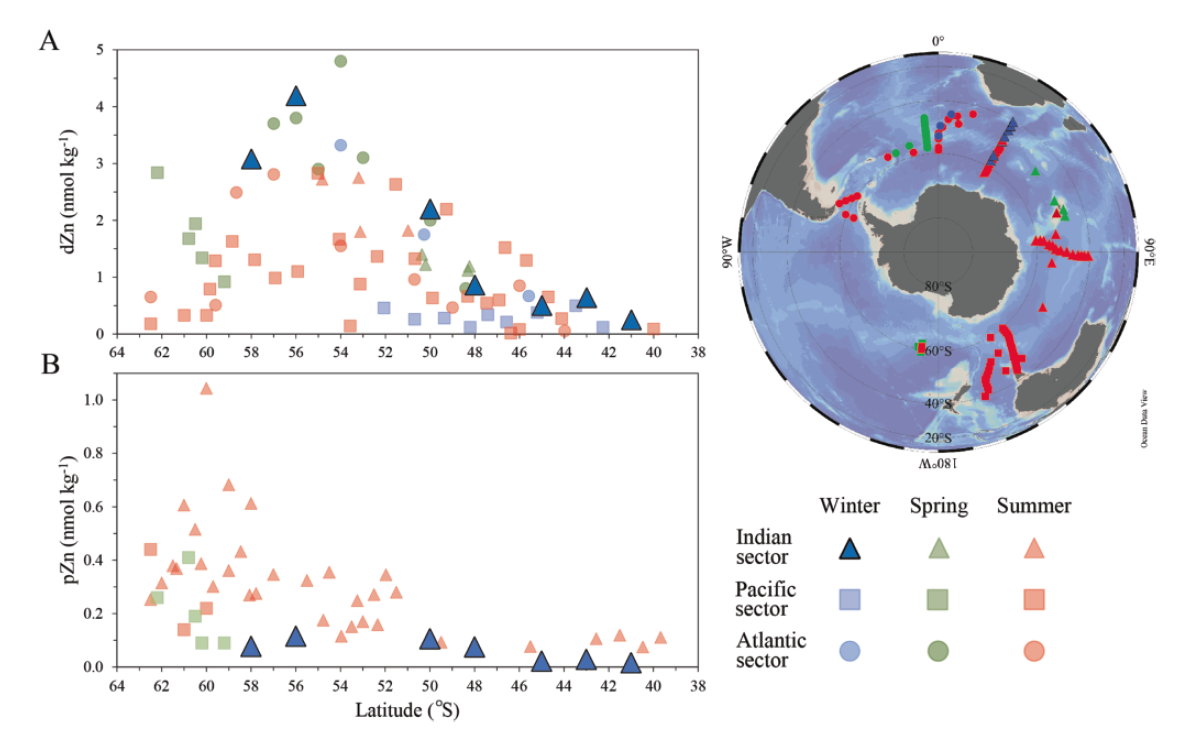 A
dZn (nmol kg⁻¹)
5
4
3
2
1
0
64 62 60 58 56 54 52 50 48 46 44 42 40 38
B
pZn (nmol kg⁻¹)
1.0
0.8
0.6
0.4
0.2
0.0
64 62 60 58 56 54 52 50 48 46 44 42 40 38
Latitude (°S)
0°
90°W
90°E
80°S
60°S
40°S
20°S
180°W
Ocean Data View
Winter Spring Summer
Indian
sector
Pacific
sector
Atlantic
sector